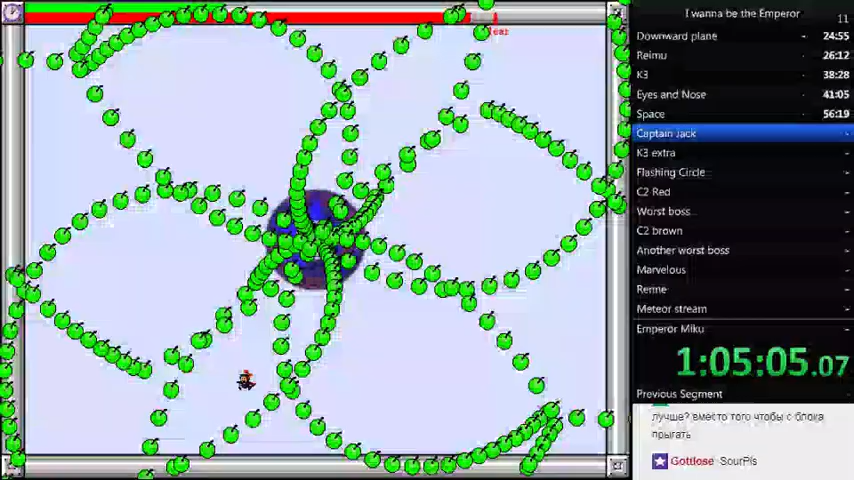 I wanna be the Emperor
11
Downward plane - 24:55
Reimu - 26:12
K3 - 38:28
Eyes and Nose - 41:05
Space - 56:19
Captain Jack -
K3 extra -
Flashing Circle -
C2 Red -
Worst boss -
C2 brown -
Another worst boss -
Marvelous -
Renne -
Meteor stream -
Emperor Miku -
1:05:05.07
Previous Segment -
лучше? вместо того чтобы с блока
прыгать
Gottlose SourPls